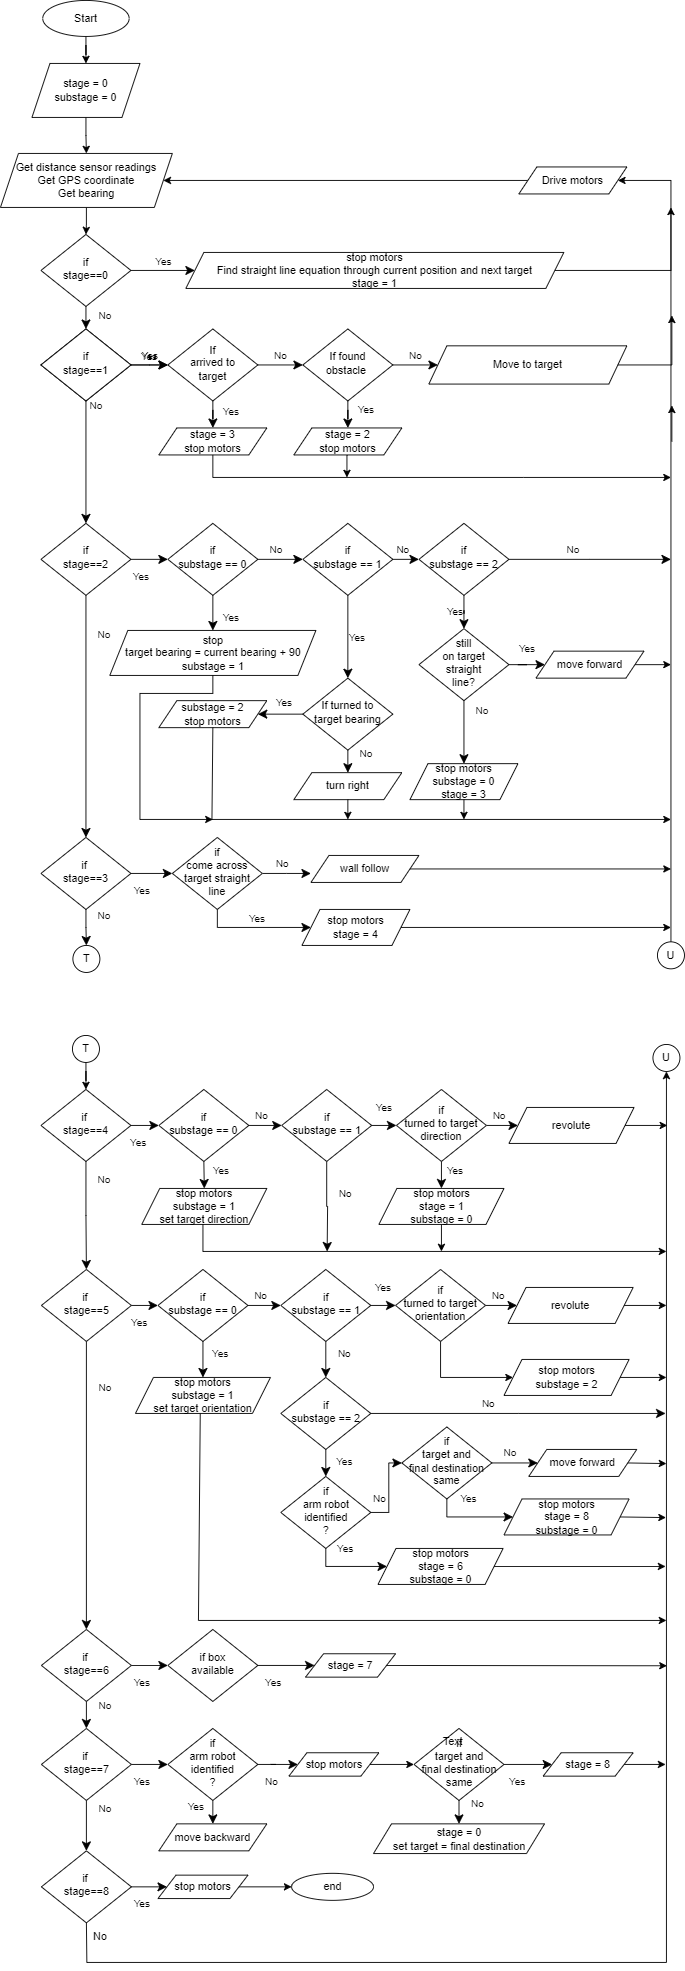 Start
stage = 0
substage = 0
Get distance sensor readings
Get GPS coordinate
Get bearing
Drive motors
if
stage==0
Yes
stop motors
Find straight line equation through current position and next target
stage = 1
No
if
stage==1
Yes
Yes
If
arrived to
target
No
If found
obstacle
No
Move to target
No
Yes
stage = 3
stop motors
Yes
stage = 2
stop motors
if
stage==2
Yes
if
substage == 0
No
if
substage == 1
No
if
substage == 2
No
No
Yes
stop
target bearing = current bearing + 90
substage = 1
Yes
Yes
still
on target
straight
line?
Yes
move forward
substage = 2
stop motors
Yes
If turned to
target bearing
No
No
turn right
stop motors
substage = 0
stage = 3
if
stage==3
Yes
if
come across
target straight
line
No
wall follow
No
Yes
stop motors
stage = 4
T
U
T
U
if
stage==4
Yes
if
substage == 0
No
if
substage == 1
Yes
if
turned to target
direction
No
revolute
No
Yes
stop motors
substage = 1
set target direction
No
Yes
stop motors
stage = 1
substage = 0
if
stage==5
Yes
if
substage == 0
No
if
substage == 1
Yes
if
turned to target
orientation
No
revolute
No
Yes
stop motors
substage = 1
set target orientation
No
stop motors
substage = 2
if
substage == 2
No
Yes
if
arm robot
identified
?
No
if
target and
final destination
same
No
move forward
Yes
stop motors
stage = 8
substage = 0
Yes
stop motors
stage = 6
substage = 0
if
stage==6
Yes
if box
available
Yes
stage = 7
No
if
stage==7
Yes
if
arm robot
identified
?
No
stop motors
Text
if
target and
final destination
same
Yes
stage = 8
No
Yes
move backward
No
stage = 0
set target = final destination
if
stage==8
Yes
stop motors
end
No